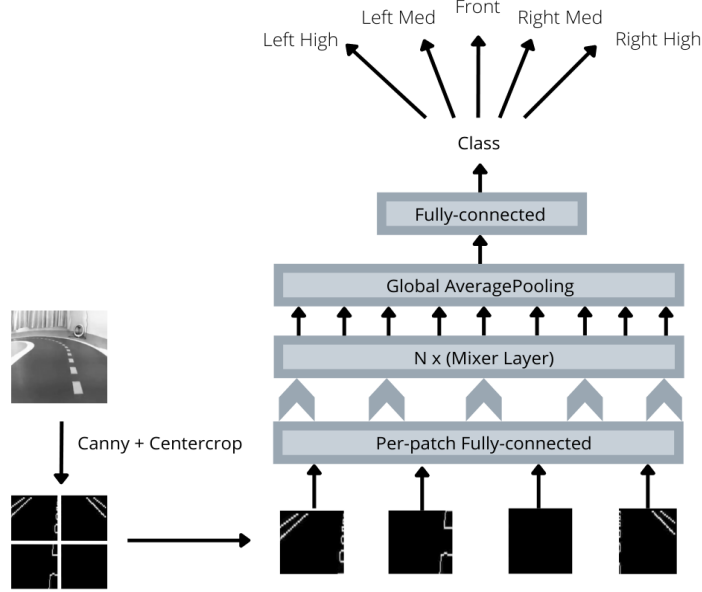 Front
Left Med
Right Med
Left High
Right High
Class
Fully-connected
Global AveragePooling
N x (Mixer Layer)
Canny + Centercrop
Per-patch Fully-connected